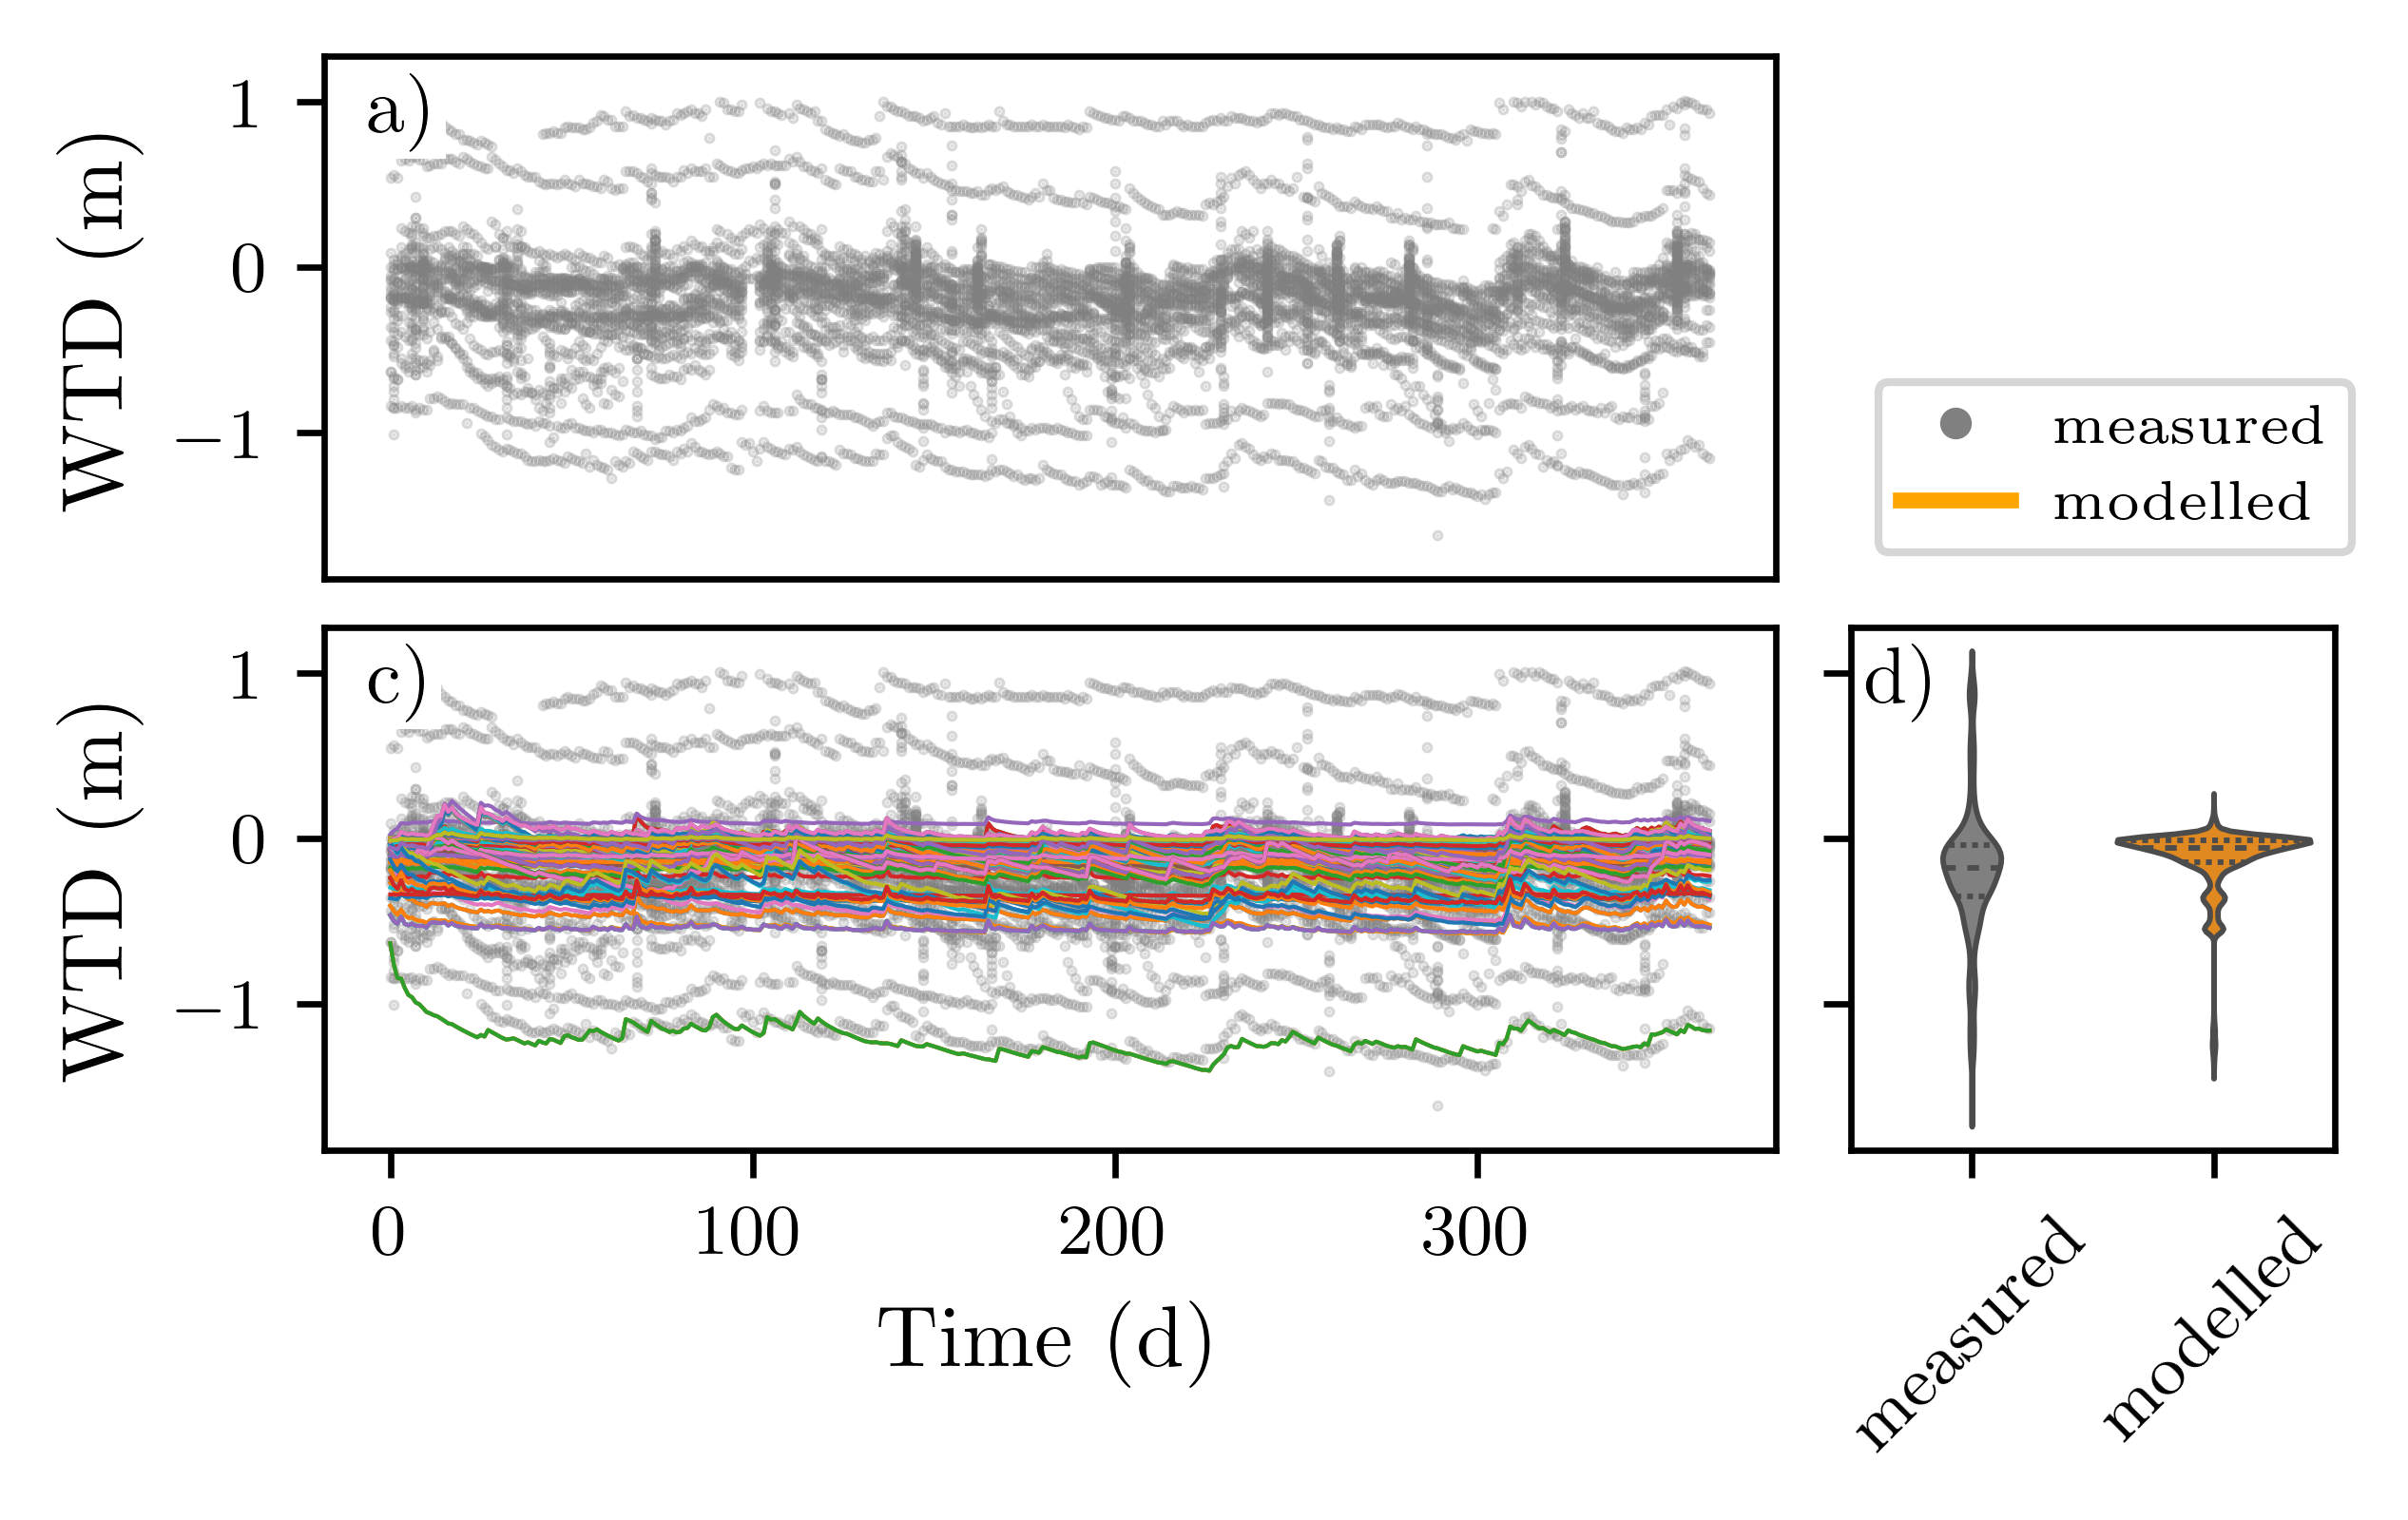 a)
WTD (m)
1
0
−1
measured
modelled
c)
WTD (m)
1
0
−1
0
100
200
300
Time (d)
d)
measured
modelled